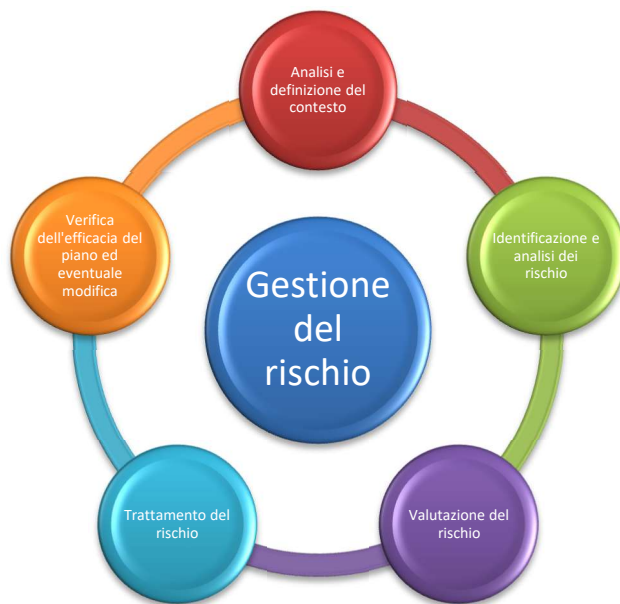 Analisi e
definizione del
contesto
Identificazione e
analisi dei
rischio
Valutazione del
rischio
Trattamento del
rischio
Verifica
dell'efficacia del
piano ed
eventuale
modifica
Gestione
del
rischio